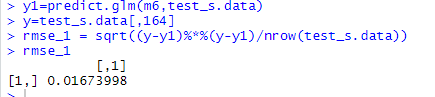 > y1=predict.glm(m6,test_s.data)
> y=test_s.data[,164]
> rmse_1 = sqrt((y-y1)%*%(y-y1)/nrow(test_s.data))
> rmse_1
[,1]
[1,] 0.01673998
>